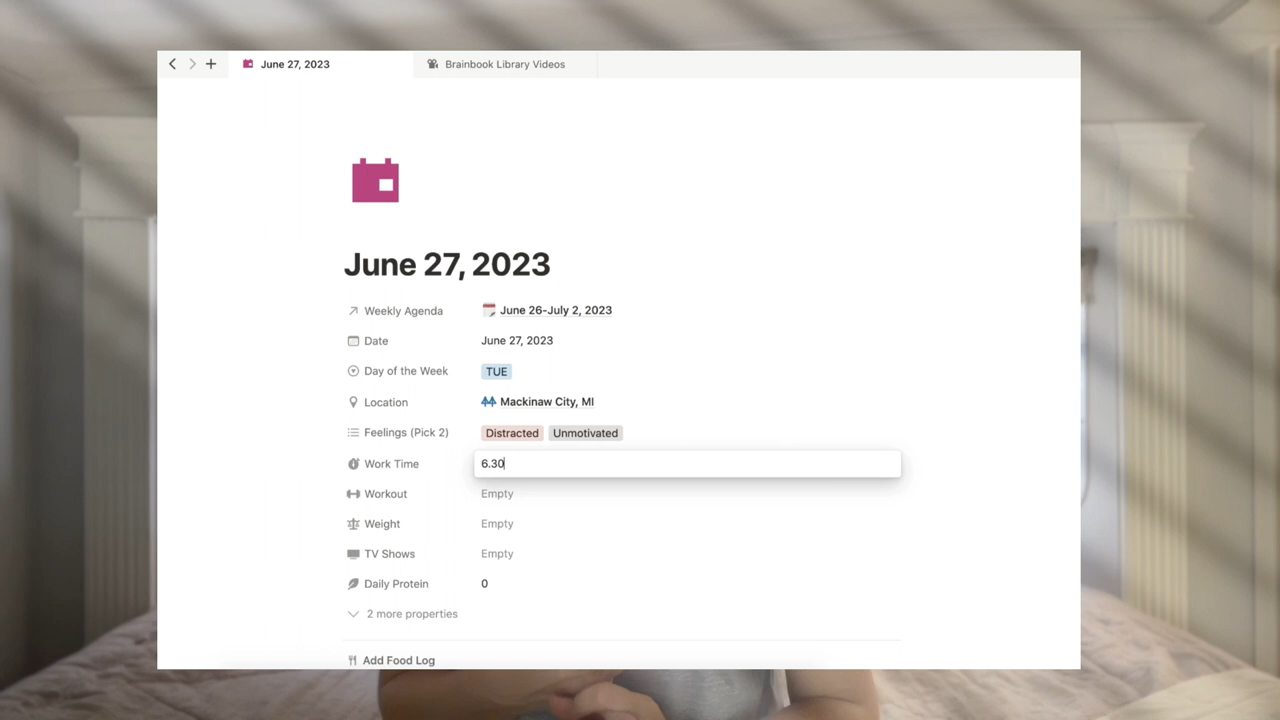 June 27, 2023 Brainbook Library Videos
June 27, 2023
Weekly Agenda June 26-July 2, 2023
Date June 27, 2023
Day of the Week TUE
Location Mackinaw City, MI
Feelings (Pick 2) Distracted Unmotivated
Work Time 6.30
Workout Empty
Weight Empty
TV Shows Empty
Daily Protein 0
2 more properties
Add Food Log